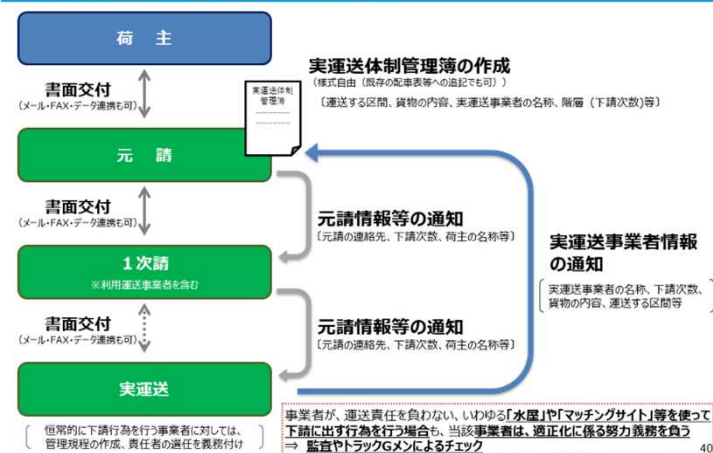 荷　主
書面交付
（メール・FAX・データ連携も可）
実運送体制
管理簿
実運送体制管理簿の作成
（様式自由（既存の配車表等への追記でも可））
〔運送する区間、貨物の内容、実運送事業者の名称、階層（下請次数)等〕
元　請
書面交付
（メール・FAX・データ連携も可）
元請情報等の通知
〔元請の連絡先、下請次数、荷主の名称等〕
1次請
※利用運送事業者を含む
実運送事業者情報
の通知
実運送事業者の名称、下請次数、
貨物の内容、運送する区間等
書面交付
（メール・FAX・データ連携も可）
元請情報等の通知
〔元請の連絡先、下請次数、荷主の名称等〕
実運送
恒常的に下請行為を行う事業者に対しては、
管理規程の作成、責任者の選任を義務付け
事業者が、運送責任を負わない、いわゆる「水屋」や「マッチングサイト」等を使って
下請に出す行為を行う場合も、当該事業者は、適正化に係る努力義務を負う
⇒ 監査やトラックGメンによるチェック
40